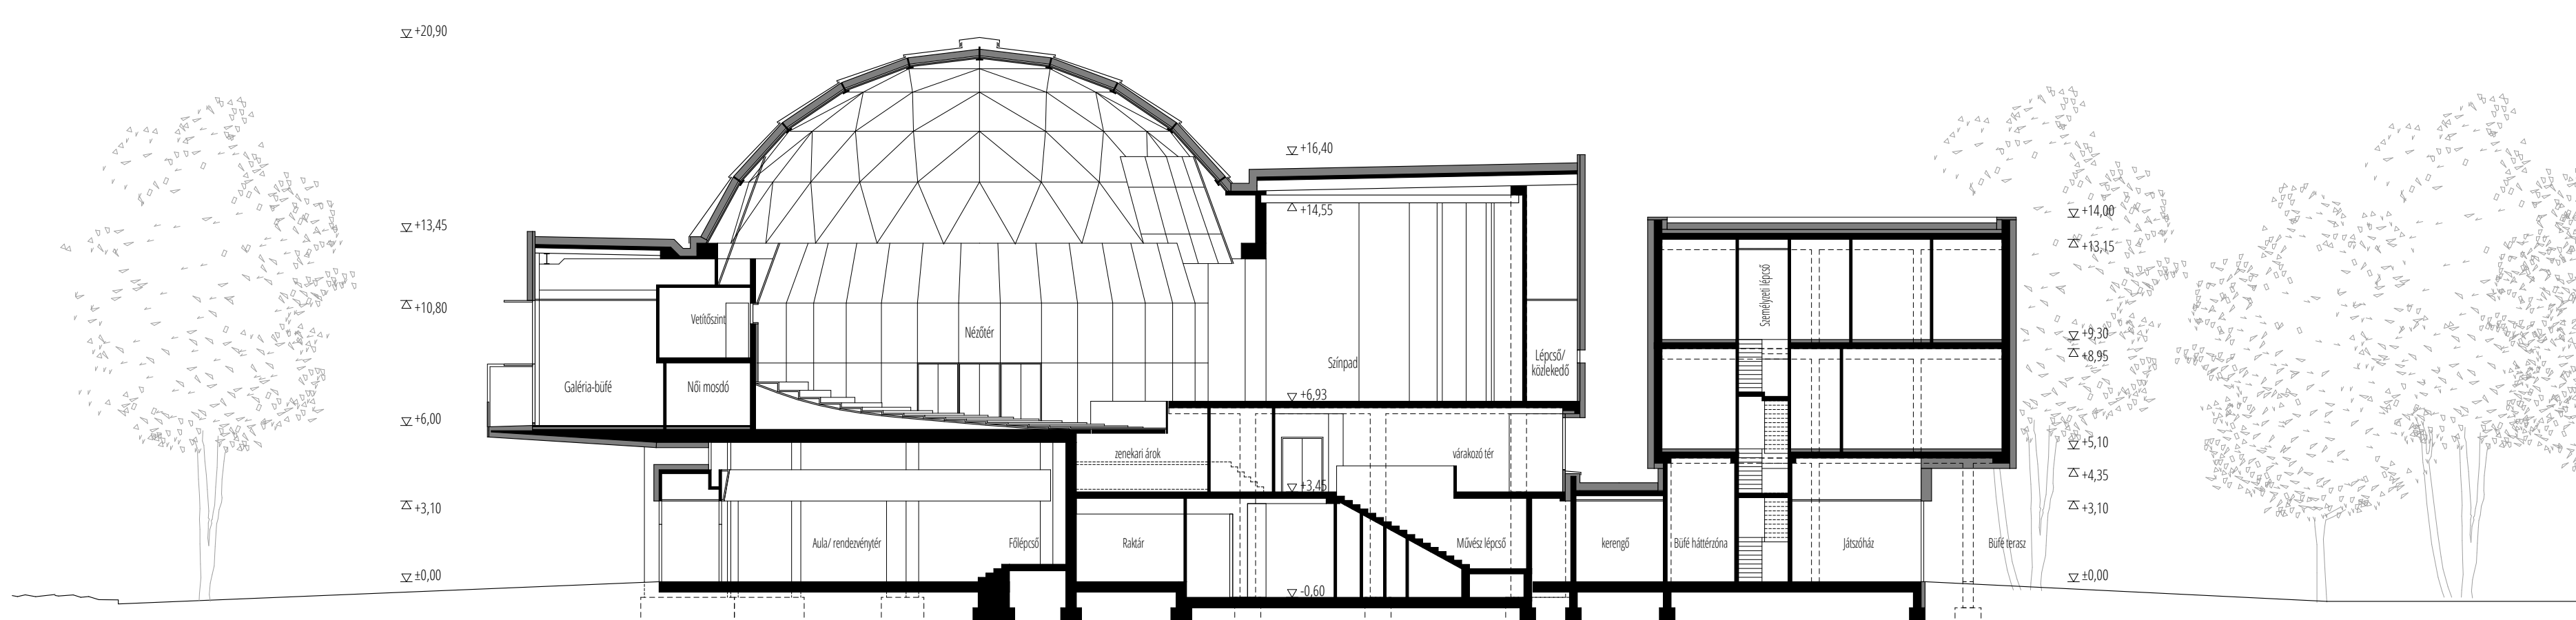 +20,90
+16,40
+14,55
+13,45
+14,00
+13,15
+10,80
Személyzeti lépcső
Vetítőszint
Nézőtér
+9,30
+8,95
Színpad
Lépcső/
közlekedő
Galéria-büfé
Női mosdó
+6,93
+6,00
+5,10
zenekari árok
várakozó tér
+4,35
+3,45
+3,10
+3,10
Aula/ rendezvénytér
Főlépcső
Raktár
Művész lépcső
kerengő
Büfé háttérzóna
Játszóház
Büfé terasz
±0,00
±0,00
-0,60